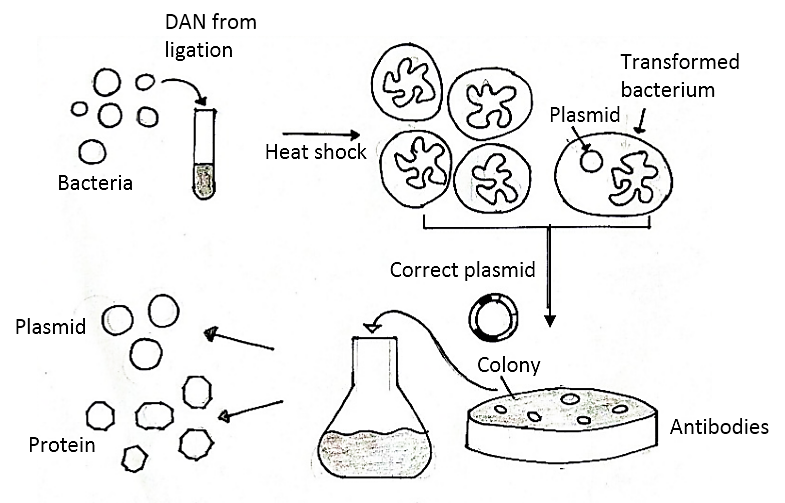 DAN from
ligation
Bacteria
Heat shock
Transformed
bacterium
Plasmid
Correct plasmid
Colony
Antibodies
Plasmid
Protein